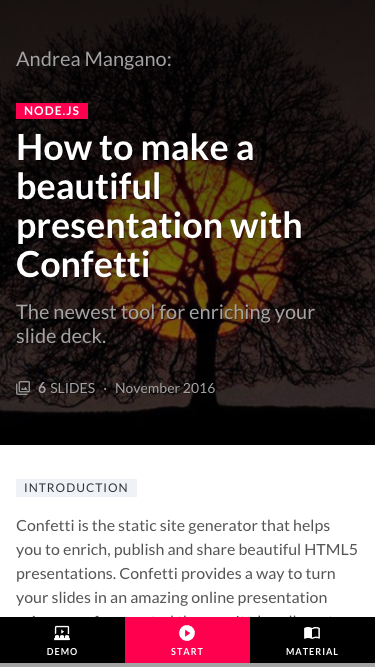 Andrea Mangano:
NODE.JS
How to make a
beautiful
presentation with
Confetti
The newest tool for enriching your
slide deck.
6 SLIDES · November 2016
INTRODUCTION
Confetti is the static site generator that helps
you to enrich, publish and share beautiful HTML5
presentations. Confetti provides a way to turn
your slides in an amazing online presentation
DEMO
START
MATERIAL